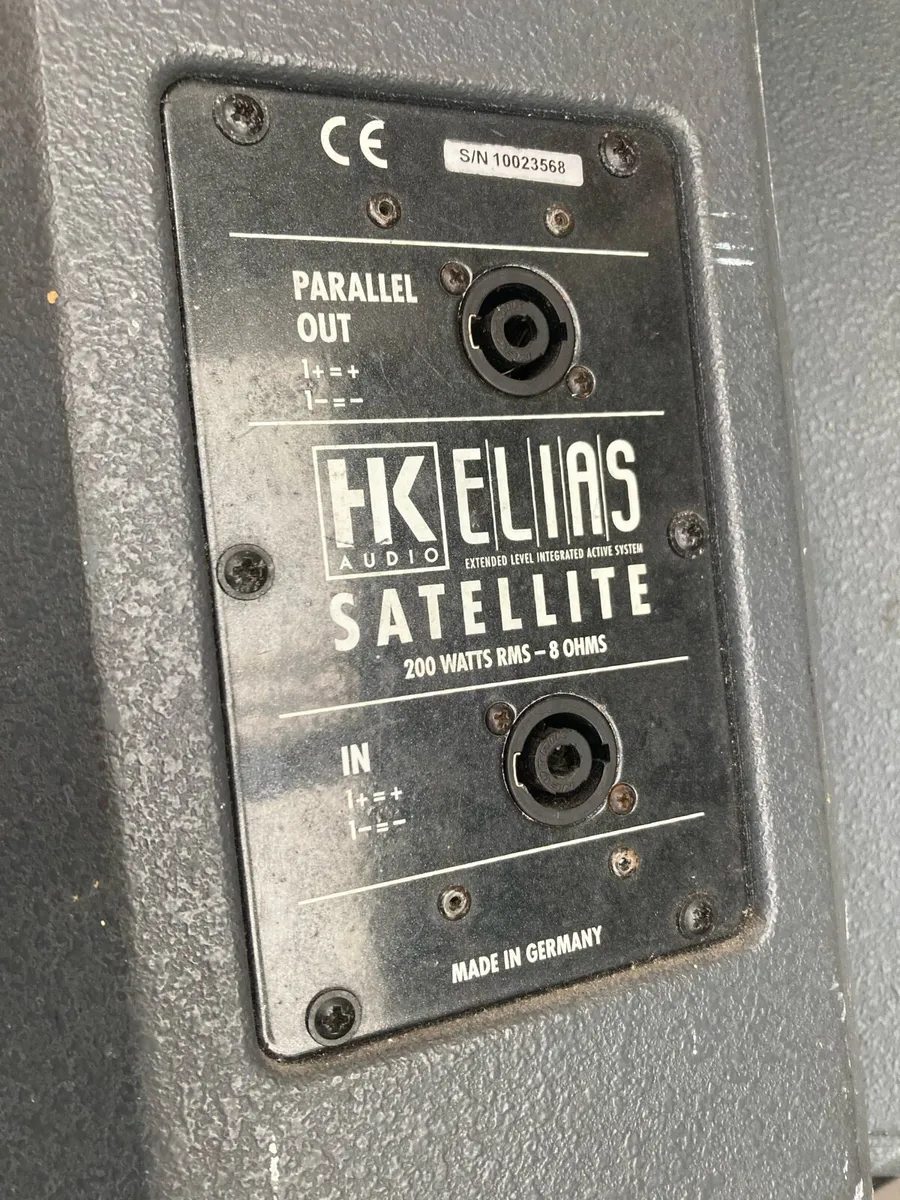 CE
S/N 10023568
PARALLEL
OUT
1+=+
1-=-
HK
AUDIO
ELIAS
EXTENDED LEVEL INTEGRATED ACTIVE SYSTEM
SATELLITE
200 WATTS RMS – 8 OHMS
IN
1+=+
1-=-
MADE IN GERMANY